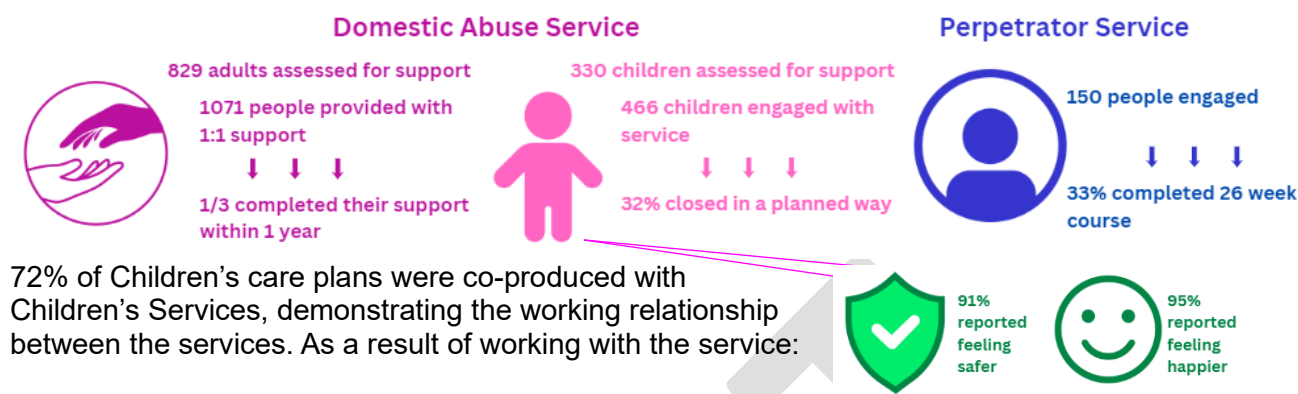 Domestic Abuse Service
829 adults assessed for support
1071 people provided with
1:1 support
1/3 completed their support
within 1 year
330 children assessed for support
466 children engaged with
service
32% closed in a planned way
Perpetrator Service
150 people engaged
33% completed 26 week
course
72% of Children’s care plans were co-produced with
Children’s Services, demonstrating the working relationship
between the services. As a result of working with the service:
91%
reported
feeling
safer
95%
reported
feeling
happier